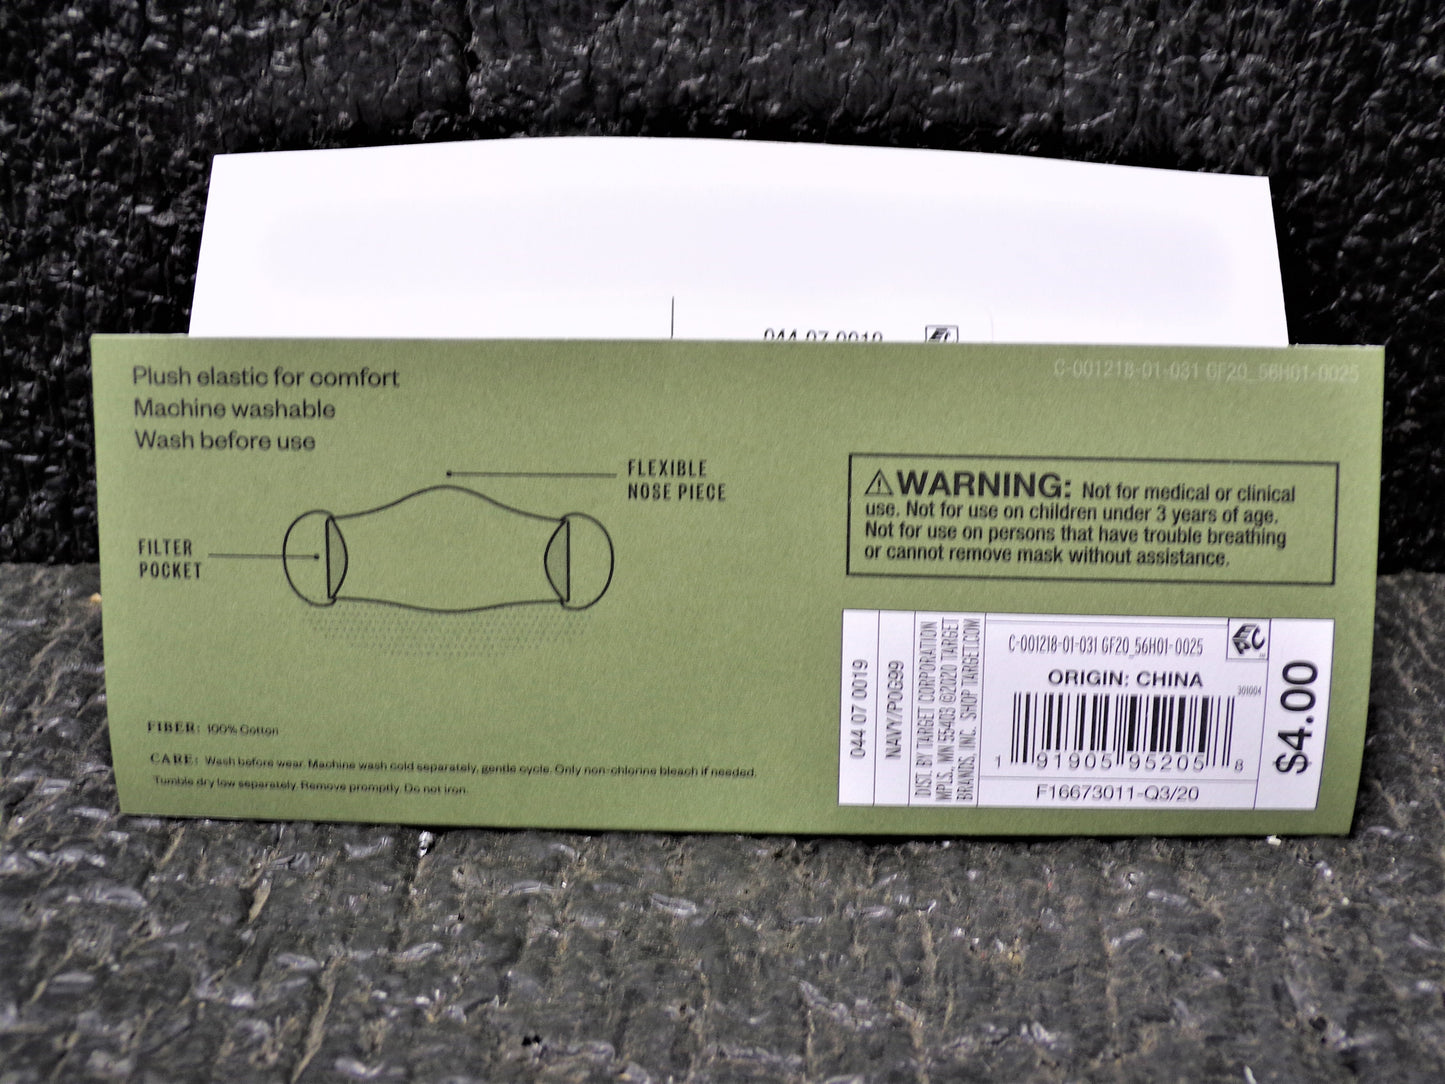 044 07 0019
Plush elastic for comfort
Machine washable
Wash before use
C-001218-01-031 GF20_56H01-0025
FLEXIBLE
NOSE PIECE
FILTER
POCKET
WARNING: Not for medical or clinical
use. Not for use on children under 3 years of age.
Not for use on persons that have trouble breathing
or cannot remove mask without assistance.
FIBER: 100% Cotton
CARE: Wash before wear. Machine wash cold separately, gentle cycle. Only non-chlorine bleach if needed.
Tumble dry low separately. Remove promptly. Do not iron.
044 07 0019
NAVY/P0G99
DIST. BY TARGET CORPORATION
MPLS, MN 55403 ©2020 TARGET
BRANDS, INC. SHOP TARGET.COM
C-001218-01-031 GF20_56H01-0025
ORIGIN: CHINA
301004
1 91905 95205 8
F16673011-Q3/20
$4.00